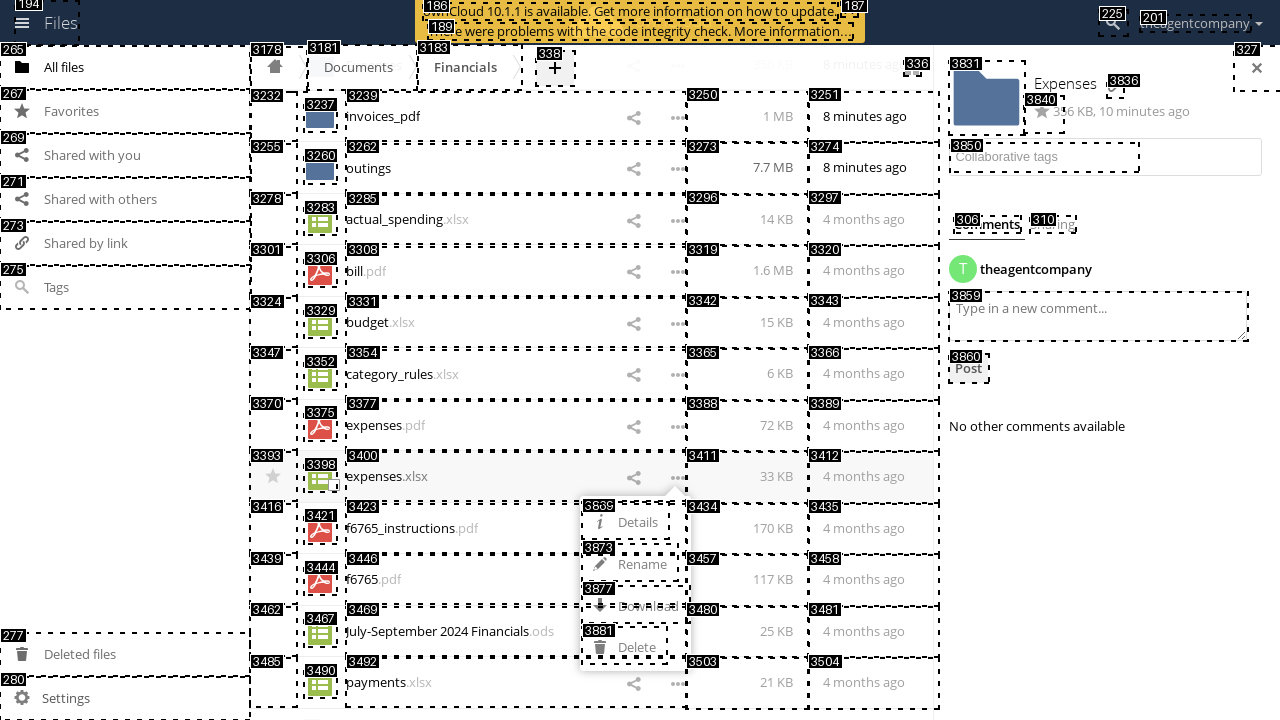 194
Files
186
ownCloud 10.1.1 is available. Get more information on how to update.
187
189
There were problems with the code integrity check. More information...
225
201
theagentcompany
265
All files
267
Favorites
269
Shared with you
271
Shared with others
273
Shared by link
275
Tags
277
Deleted files
280
Settings
3178
3181
Documents
3183
Financials
338
+
336
8 minutes ago
3232
3237
3239
invoices_pdf
3250
1 MB
3251
8 minutes ago
3255
3260
3262
outings
3273
7.7 MB
3274
8 minutes ago
3278
3283
3285
actual_spending.xlsx
3296
14 KB
3297
4 months ago
3301
3306
3308
bill.pdf
3319
1.6 MB
3320
4 months ago
3324
3329
3331
budget.xlsx
3342
15 KB
3343
4 months ago
3347
3352
3354
category_rules.xlsx
3365
6 KB
3366
4 months ago
3370
3375
3377
expenses.pdf
3388
72 KB
3389
4 months ago
3393
3398
3400
expenses.xlsx
3411
33 KB
3412
4 months ago
3416
3421
3423
f6765_instructions.pdf
3434
170 KB
3435
4 months ago
3439
3444
3446
f6765.pdf
3457
117 KB
3458
4 months ago
3462
3467
3469
July-September 2024 Financials.ods
3480
25 KB
3481
4 months ago
3485
3490
3492
payments.xlsx
3503
21 KB
3504
4 months ago
3869
Details
3873
Rename
3877
Download
3881
Delete
327
×
3831
Expenses
3836
3840
336 KB, 10 minutes ago
3850
Collaborative tags
306
Comments
310
Sharing
T theagentcompany
3859
Type in a new comment...
3860
Post
No other comments available